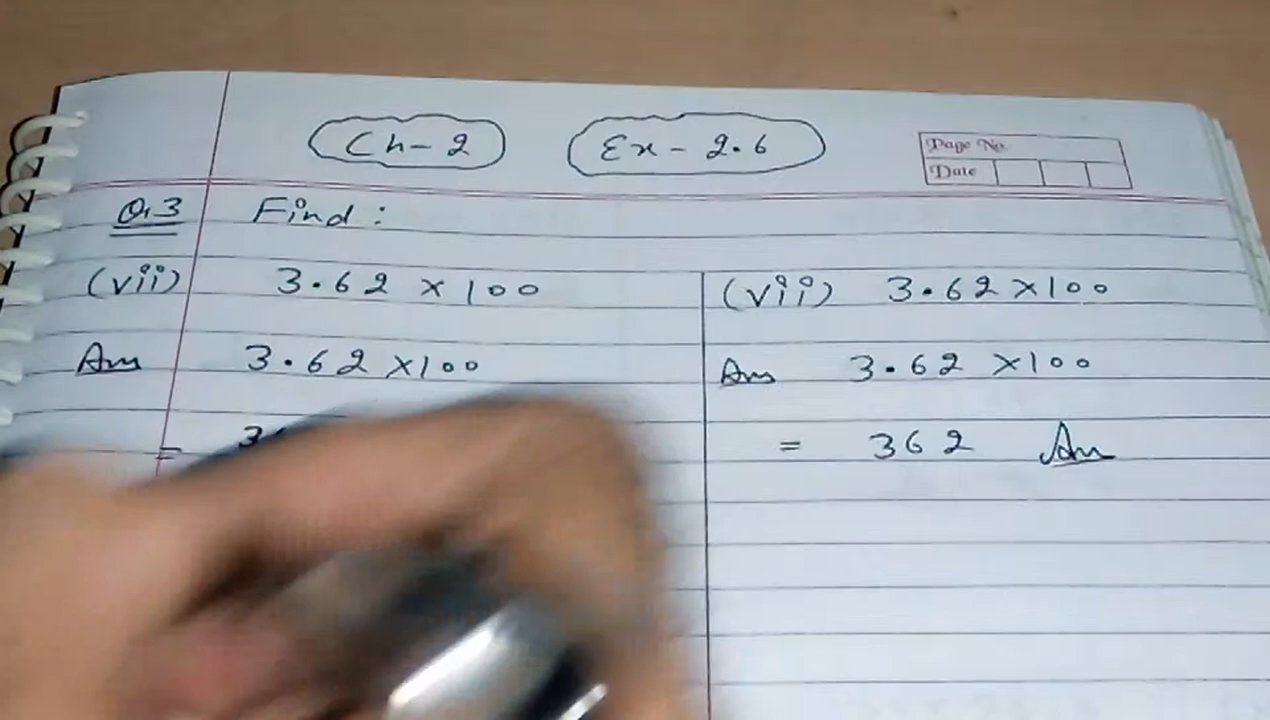 Ch-2 Ex-2.6
Page No.
Date
Q.3 Find:
(vii) 3.62 × 100
Ans 3.62 ×100
=
(vii) 3.62×100
Ans 3.62 ×100
= 362 Ans